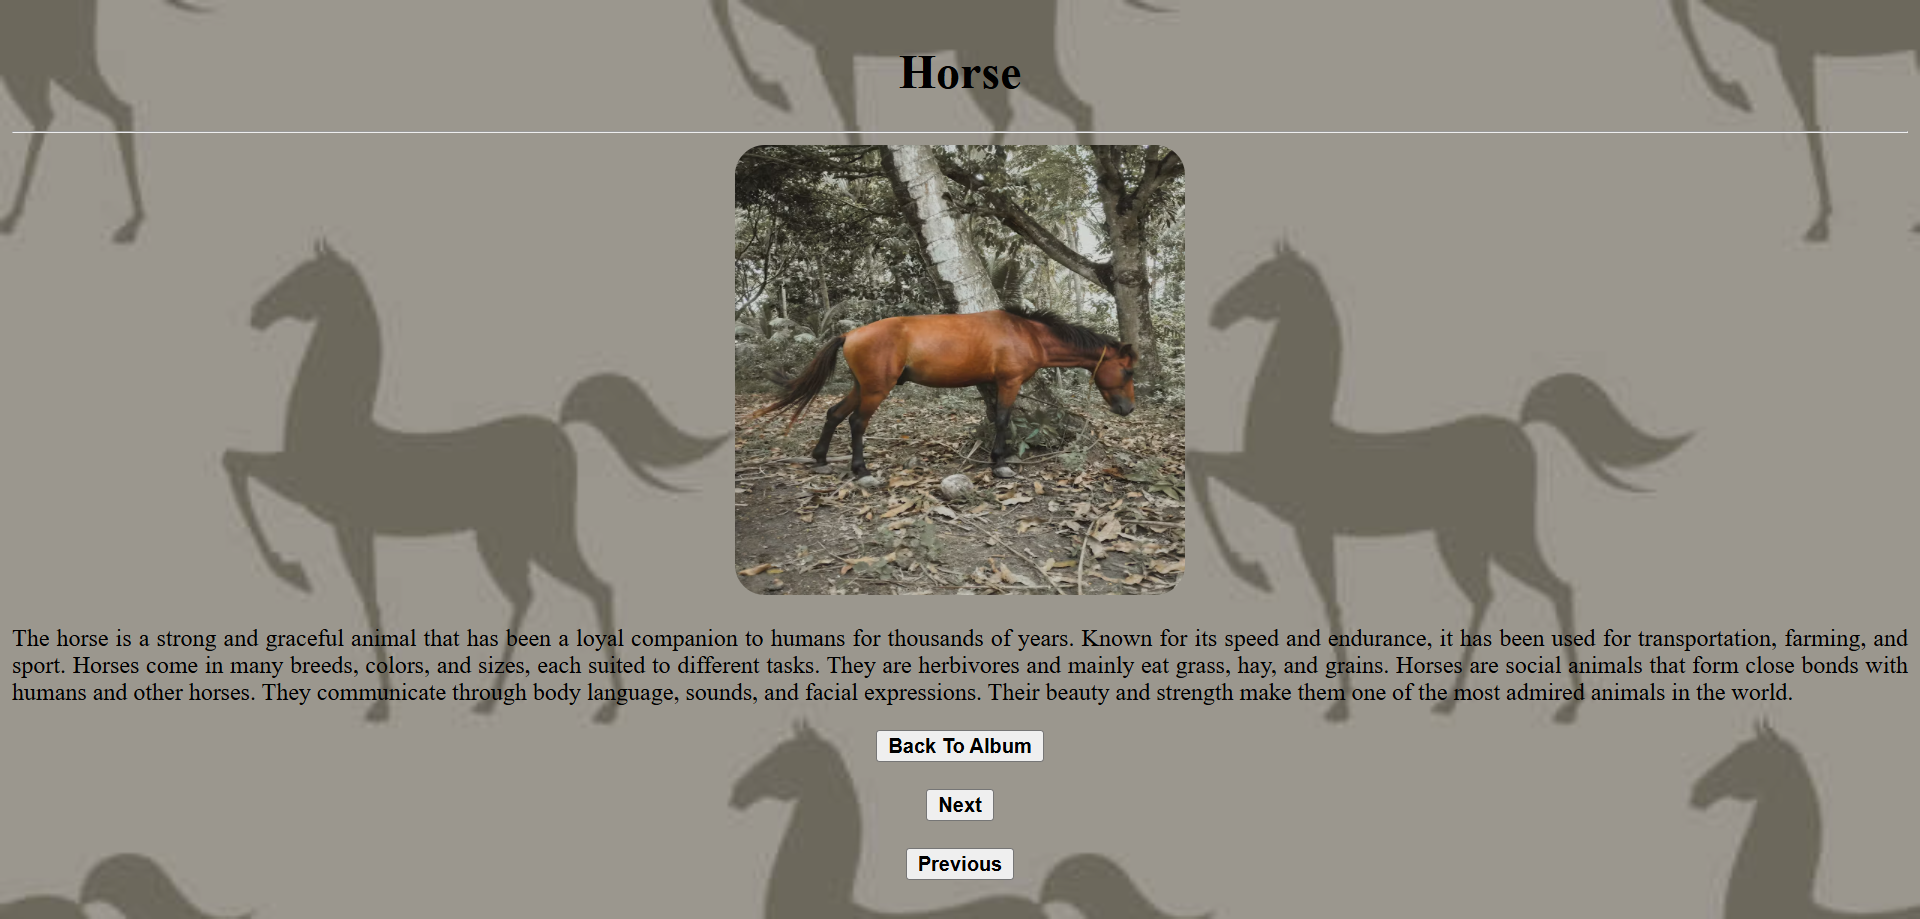 Horse
The horse is a strong and graceful animal that has been a loyal companion to humans for thousands of years. Known for its speed and endurance, it has been used for transportation, farming, and
sport. Horses come in many breeds, colors, and sizes, each suited to different tasks. They are herbivores and mainly eat grass, hay, and grains. Horses are social animals that form close bonds with
humans and other horses. They communicate through body language, sounds, and facial expressions. Their beauty and strength make them one of the most admired animals in the world.
Back To Album
Next
Previous